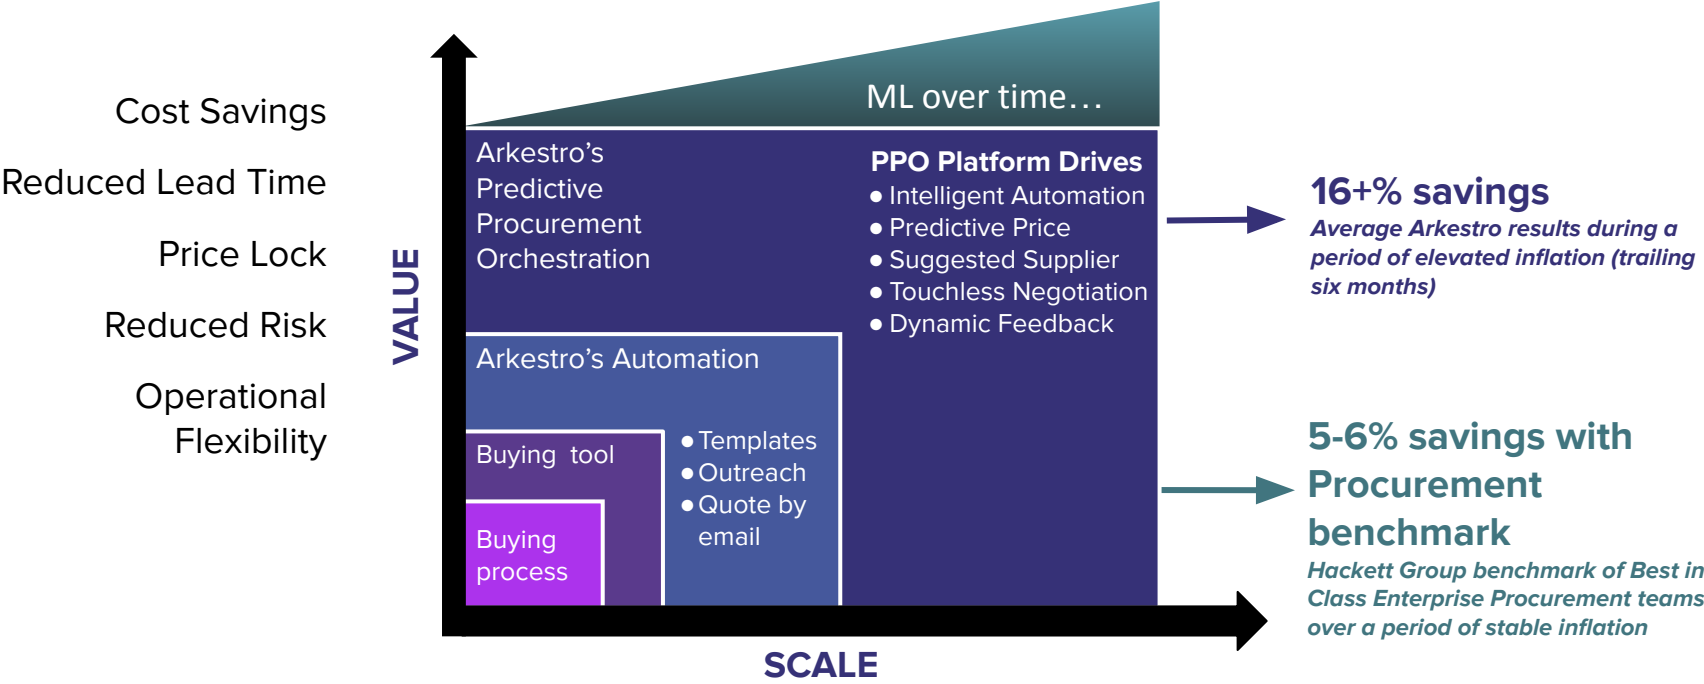 Cost Savings
Reduced Lead Time
Price Lock
Reduced Risk
Operational
Flexibility
VALUE
ML over time…
Arkestro’s
Predictive
Procurement
Orchestration
PPO Platform Drives
● Intelligent Automation
● Predictive Price
● Suggested Supplier
● Touchless Negotiation
● Dynamic Feedback
Arkestro’s Automation
● Templates
● Outreach
● Quote by
email
Buying tool
Buying
process
SCALE
16+% savings
Average Arkestro results during a
period of elevated inflation (trailing
six months)
5-6% savings with
Procurement
benchmark
Hackett Group benchmark of Best in
Class Enterprise Procurement teams
over a period of stable inflation